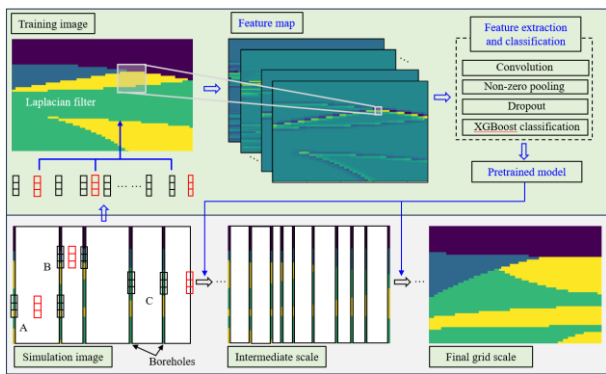 Training image
Feature map
Feature extraction
and classification
Convolution
Non-zero pooling
Dropout
XGBoost classification
Laplacian filter
Pretrained model
B
C
A
Simulation image
Boreholes
Intermediate scale
Final grid scale